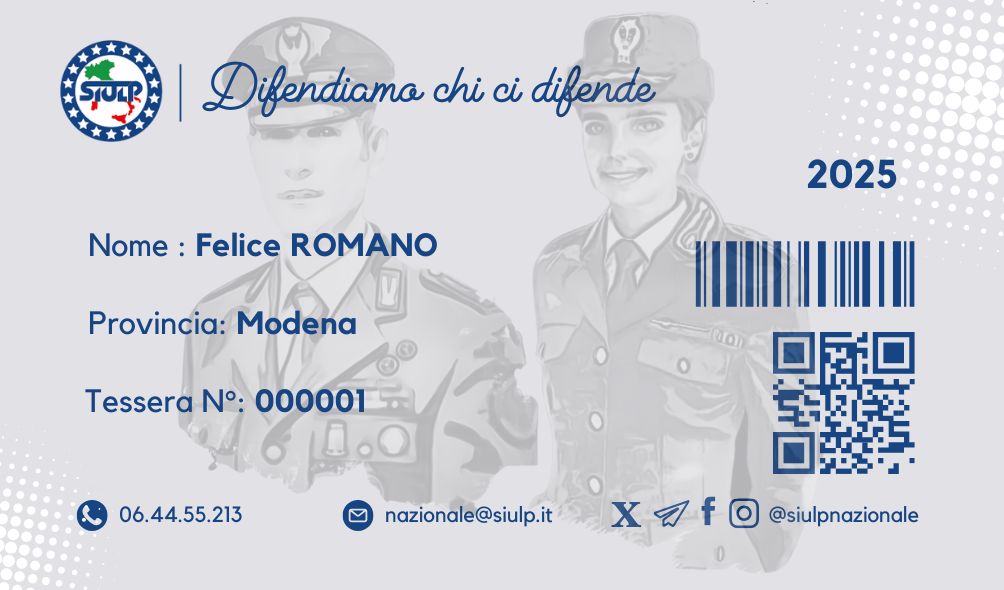 SIULP
Difendiamo chi ci difende
2025
Nome : Felice ROMANO
Provincia: Modena
Tessera N°: 000001
06.44.55.213
nazionale@siulp.it
@siulpnazionale